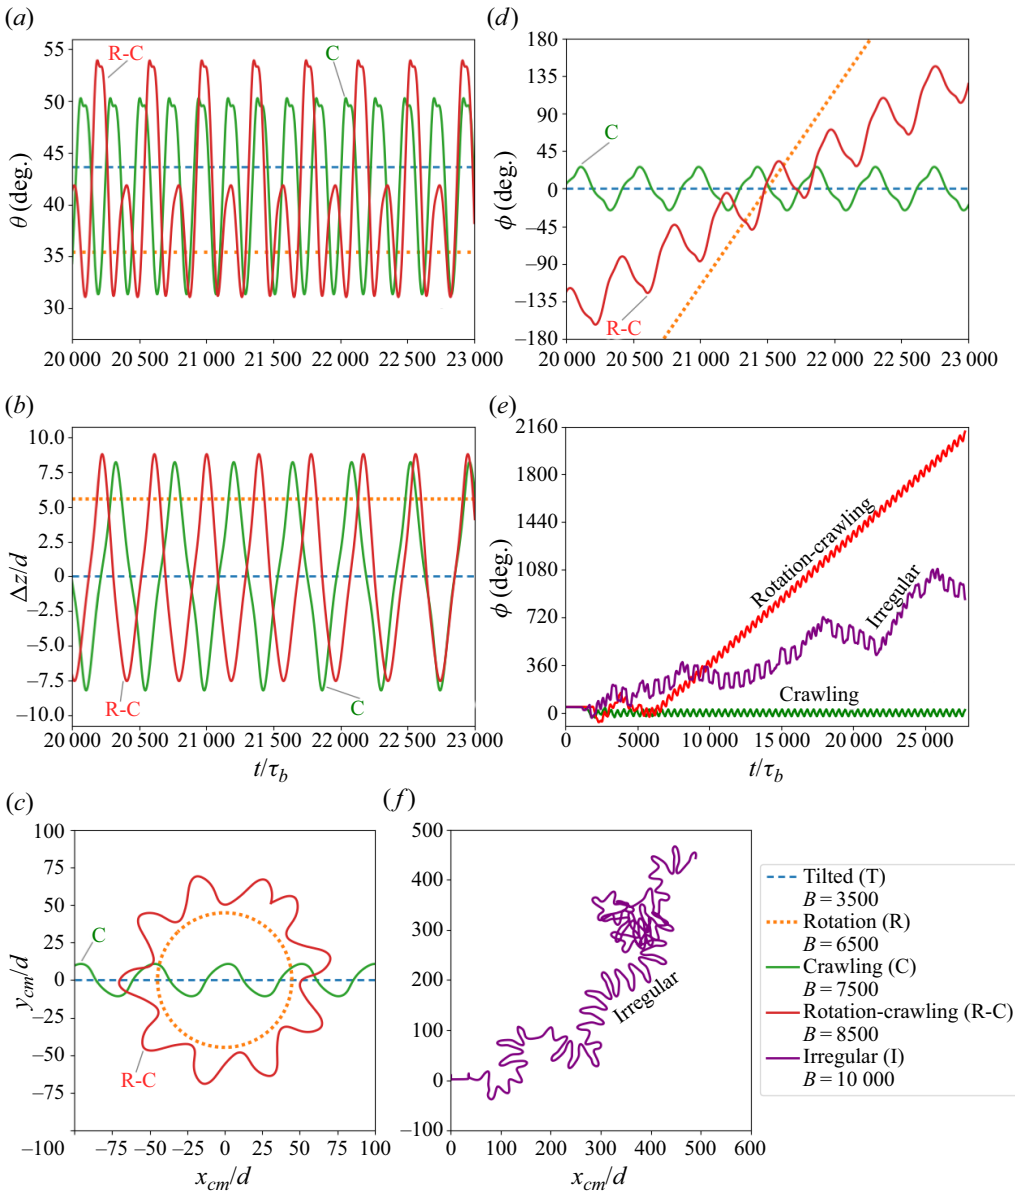 (a)
55
50
45
40
35
30
θ (deg.)
R-C
C
20 000 20 500 21 000 21 500 22 000 22 500 23 000
(d)
180
135
90
45
0
−45
−90
−135
−180
ϕ (deg.)
C
R-C
20 000 20 500 21 000 21 500 22 000 22 500 23 000
(b)
10.0
7.5
5.0
2.5
0
−2.5
−5.0
−7.5
−10.0
Δz/d
R-C
C
20 000 20 500 21 000 21 500 22 000 22 500 23 000
t/τb
(e)
2160
1800
1440
1080
720
360
0
ϕ (deg.)
Rotation-crawling
Irregular
Crawling
0 5000 10 000 15 000 20 000 25 000
t/τb
(c)
100
75
50
25
0
−25
−50
−75
−100
ycm/d
C
R-C
−75 −50 −25 0 25 50 75 100
xcm/d
(f)
500
400
300
200
100
0
−100
Irregular
0 100 200 300 400 500 600
xcm/d
Tilted (T)
B = 3500
Rotation (R)
B = 6500
Crawling (C)
B = 7500
Rotation-crawling (R-C)
B = 8500
Irregular (I)
B = 10 000